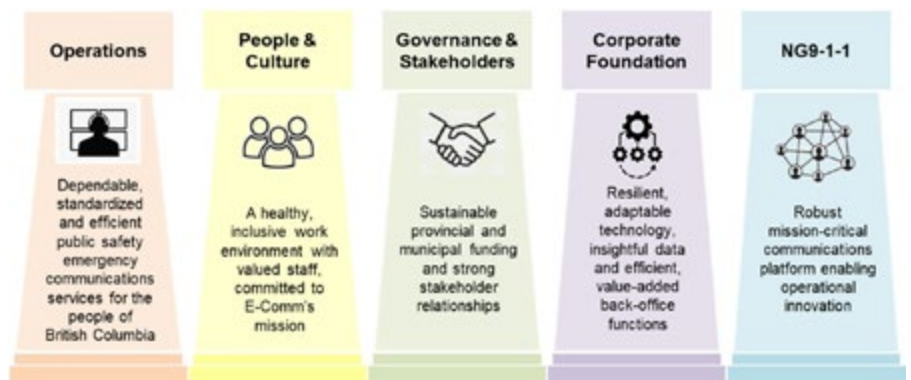 Operations
Dependable,
standardized
and efficient
public safety
emergency
communications
services for the
people of
British Columbia
People &
Culture
A healthy,
inclusive work
environment with
valued staff,
committed to
E-Comm's
mission
Governance &
Stakeholders
Sustainable
provincial and
municipal funding
and strong
stakeholder
relationships
Corporate
Foundation
Resilient,
adaptable
technology,
insightful data
and efficient,
value-added
back-office
functions
NG9-1-1
Robust
mission-critical
communications
platform enabling
operational
innovation